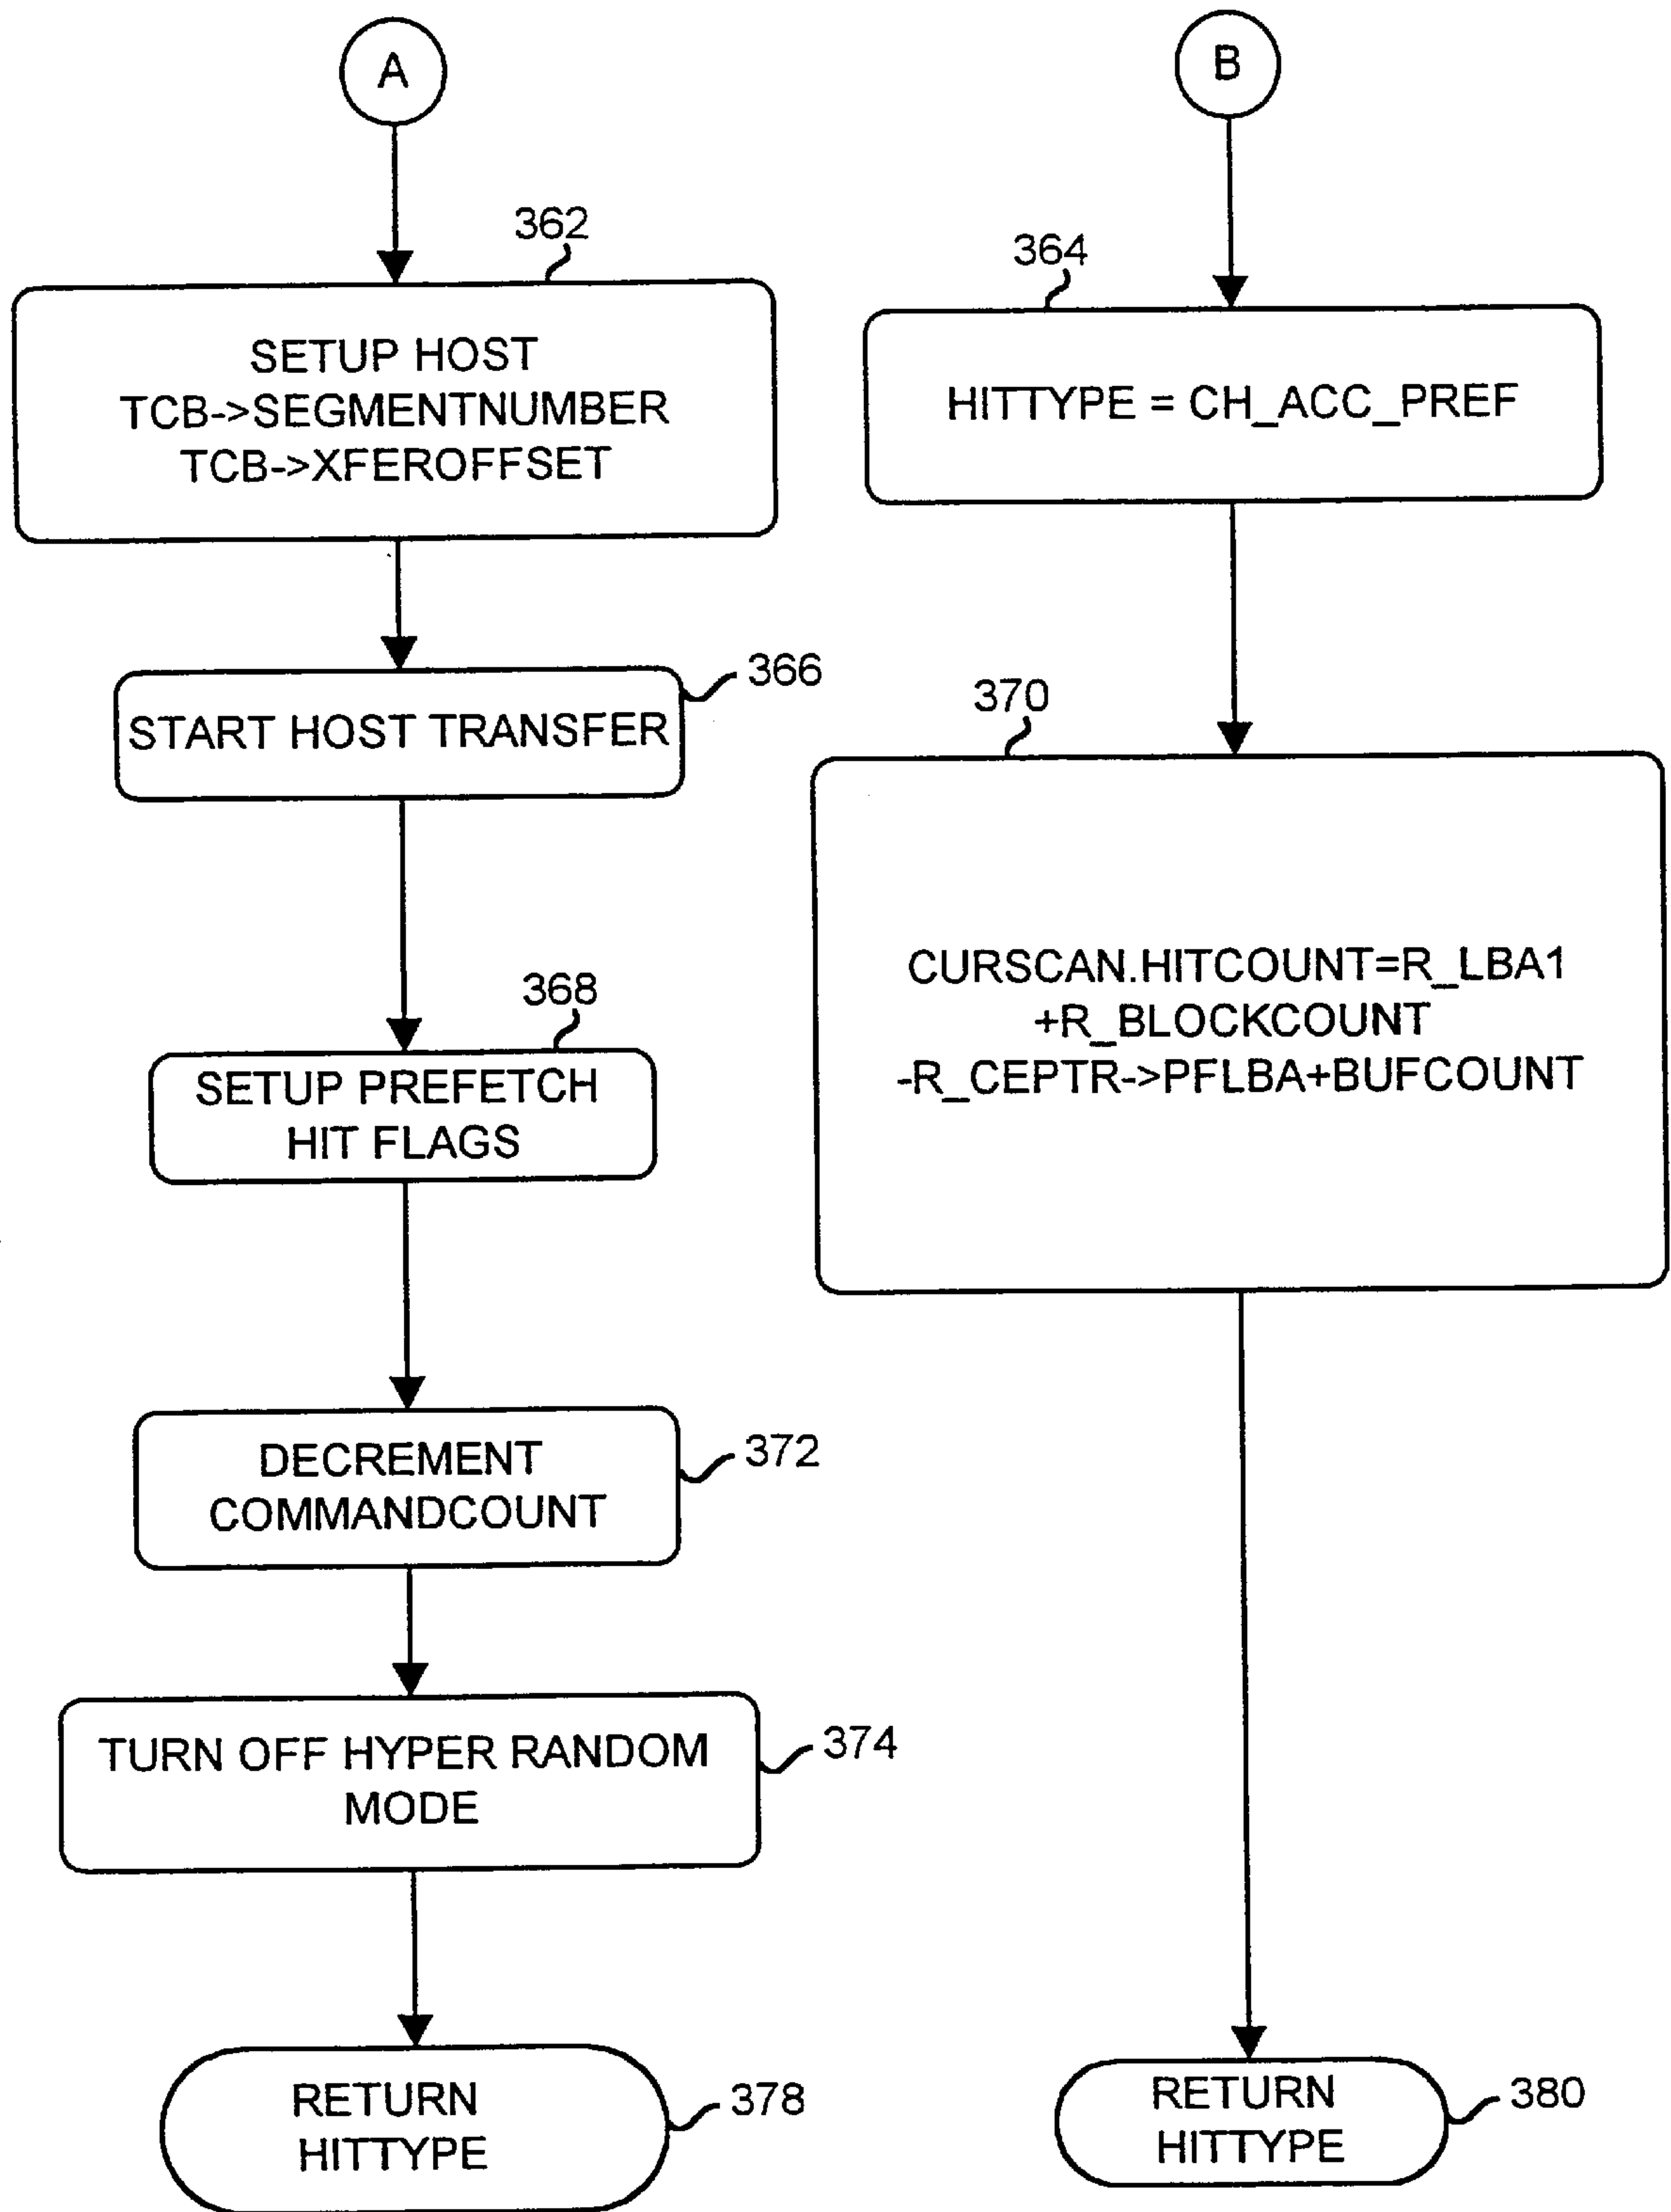 A
362
SETUP HOST
TCB->SEGMENTNUMBER
TCB->XFEROFFSET
366
START HOST TRANSFER
368
SETUP PREFETCH
HIT FLAGS
372
DECREMENT
COMMANDCOUNT
374
TURN OFF HYPER RANDOM
MODE
378
RETURN
HITTYPE
B
364
HITTYPE = CH_ACC_PREF
370
CURSCAN.HITCOUNT=R_LBA1
+R_BLOCKCOUNT
-R_CEPTR->PFLBA+BUFCOUNT
380
RETURN
HITTYPE